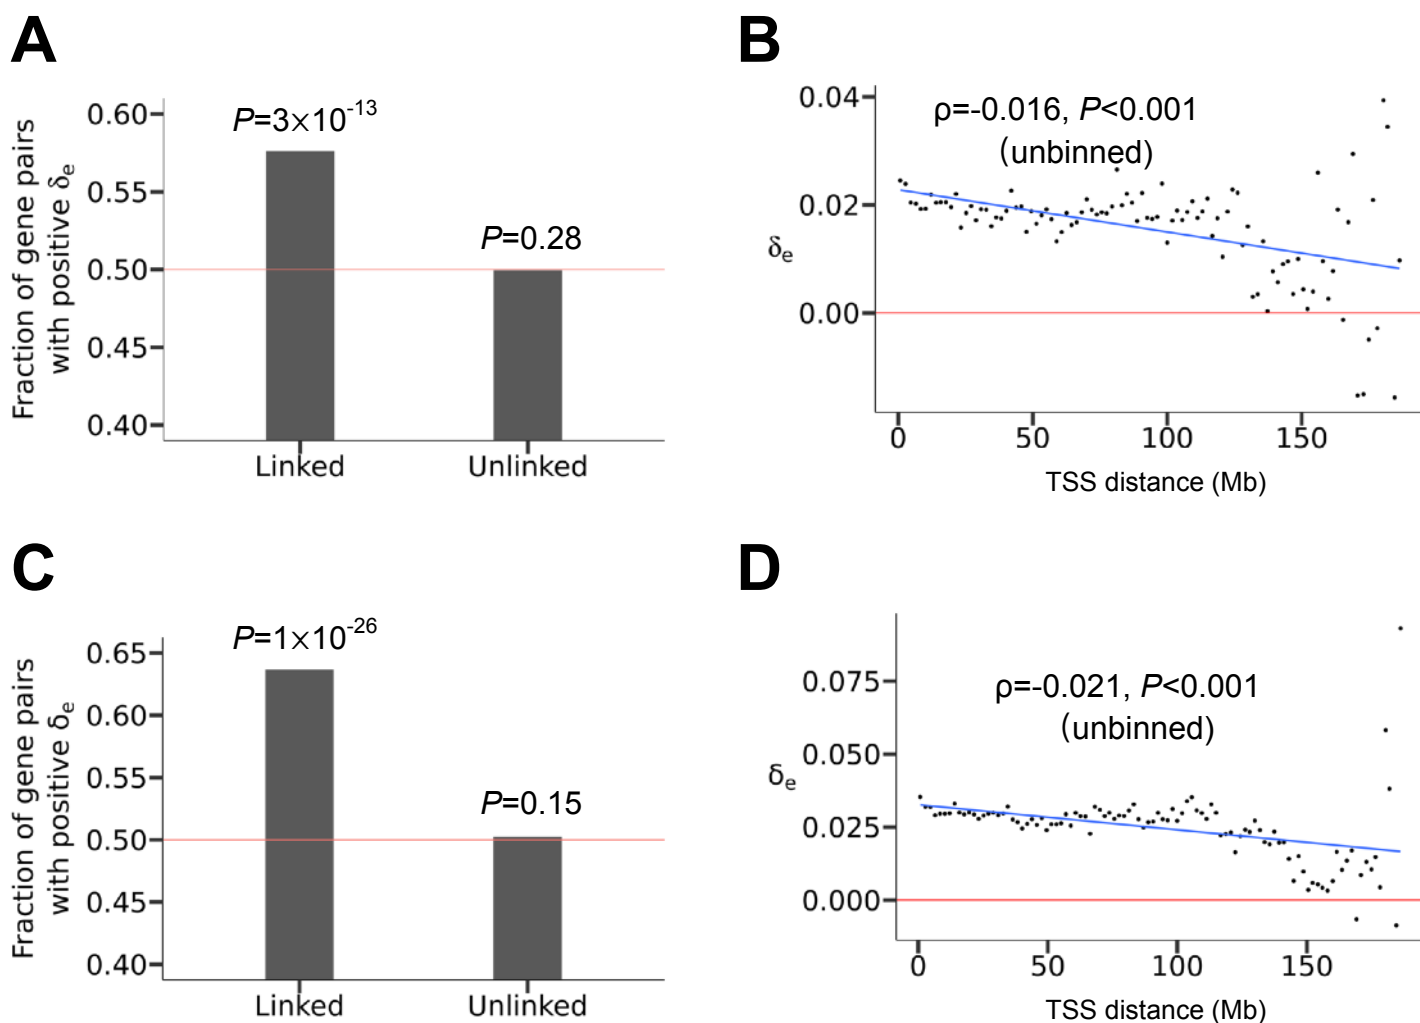 A
Fraction of gene pairs
with positive δe
0.60
0.55
0.50
0.45
0.40
P=3×10-13
P=0.28
Linked
Unlinked
B
δe
0.04
0.02
0.00
ρ=-0.016, P<0.001
(unbinned)
0
50
100
150
TSS distance (Mb)
C
Fraction of gene pairs
with positive δe
0.65
0.60
0.55
0.50
0.45
0.40
P=1×10-26
P=0.15
Linked
Unlinked
D
δe
0.075
0.050
0.025
0.000
ρ=-0.021, P<0.001
(unbinned)
0
50
100
150
TSS distance (Mb)